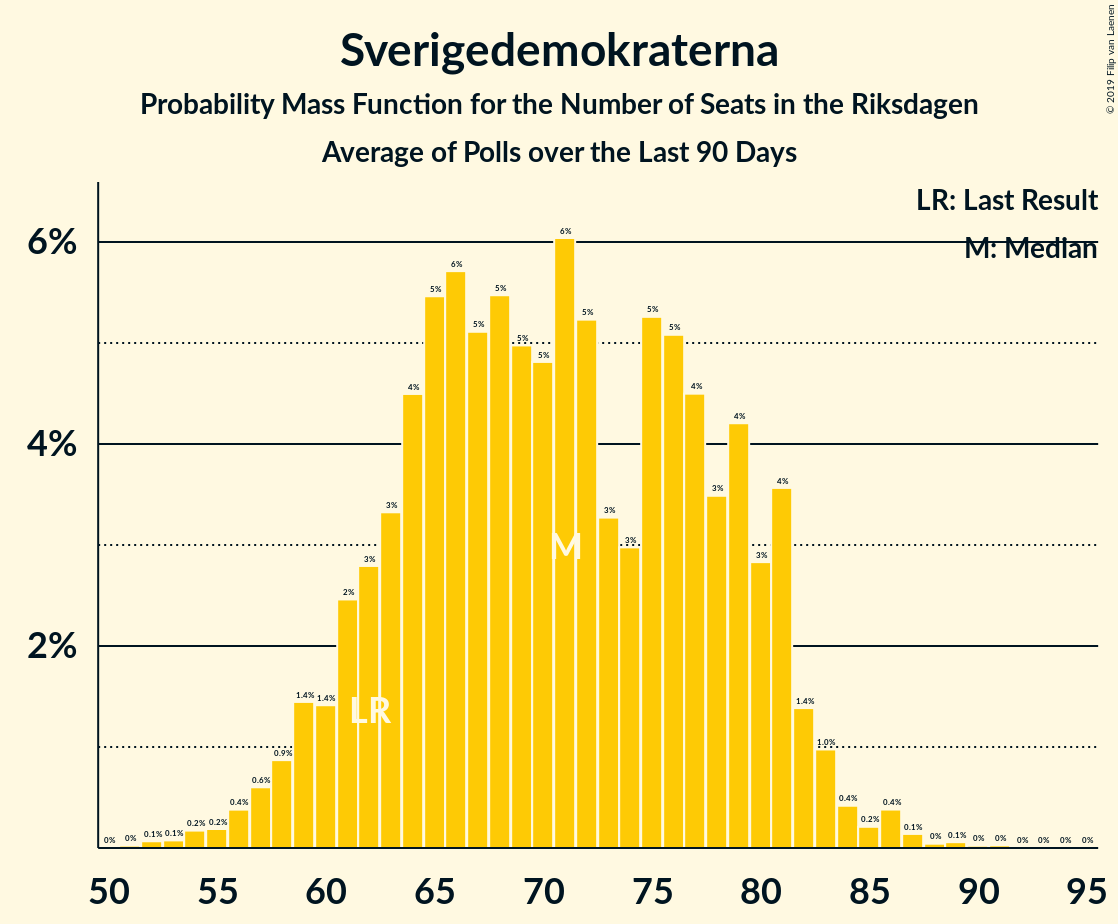 Sverigedemokraterna
Probability Mass Function for the Number of Seats in the Riksdagen
Average of Polls over the Last 90 Days
© 2019 Filip van Laenen
LR: Last Result
M: Median
6%
4%
2%
0% 0% 0.1% 0.1% 0.2% 0.2% 0.4% 0.6% 0.9% 1.4% 1.4% 2% 3% 3% 4% 5% 6% 5% 5% 5% 5% 6% 5% 3% 3% 5% 5% 4% 3% 4% 3% 4% 1.4% 1.0% 0.4% 0.2% 0.4% 0.1% 0% 0.1% 0% 0% 0% 0% 0% 0%
M
LR
50 55 60 65 70 75 80 85 90 95